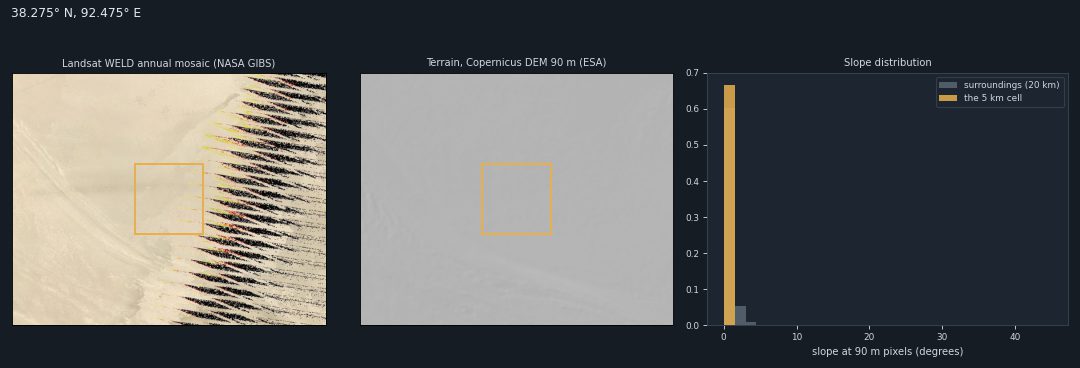 38.275° N, 92.475° E
Landsat WELD annual mosaic (NASA GIBS)
Terrain, Copernicus DEM 90 m (ESA)
Slope distribution
surroundings (20 km)
the 5 km cell
0.7
0.6
0.5
0.4
0.3
0.2
0.1
0.0
0 10 20 30 40
slope at 90 m pixels (degrees)